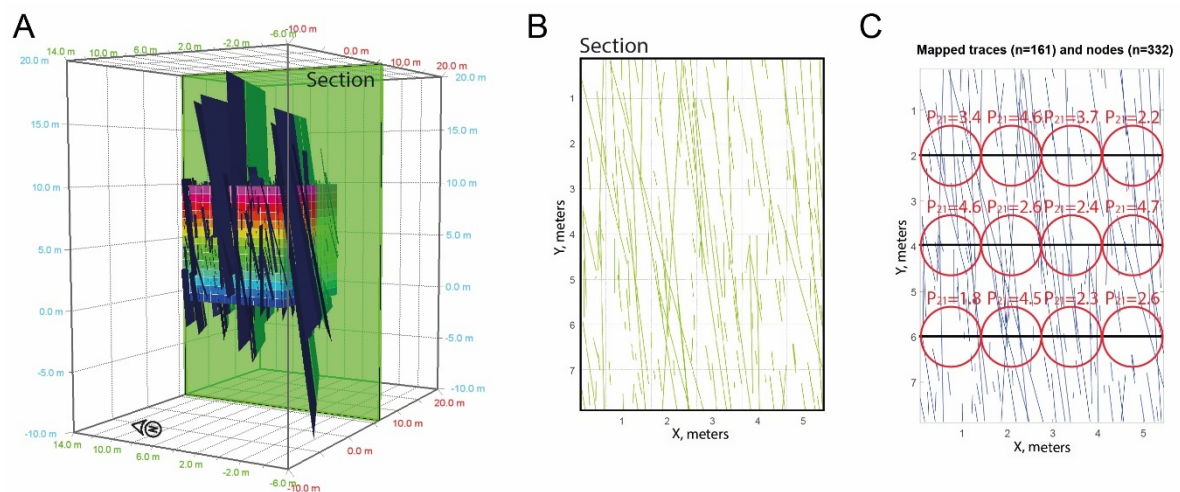 A
-6.0 m
-10.0 m
2.0 m
6.0 m
10.0 m
14.0 m
20.0 m
0.0 m
10.0 m
20.0 m
20.0 m
Section
15.0 m
15.0 m
10.0 m
10.0 m
5.0 m
5.0 m
0.0 m
0.0 m
-5.0 m
-5.0 m
-10.0 m
-10.0 m
20.0 m
10.0 m
0.0 m
-10.0 m
14.0 m
10.0 m
N
6.0 m
2.0 m
-2.0 m
-6.0 m
B
Section
1
2
3
4
5
6
7
Y, meters
1 2 3 4 5
X, meters
C
Mapped traces (n=161) and nodes (n=332)
P21=3.4 P21=4.6 P21=3.7 P21=2.2
P21=4.6 P21=2.6 P21=2.4 P21=4.7
P21=1.8 P21=4.5 P21=2.3 P21=2.6
1
2
3
4
5
6
7
Y, meters
1 2 3 4 5
X, meters